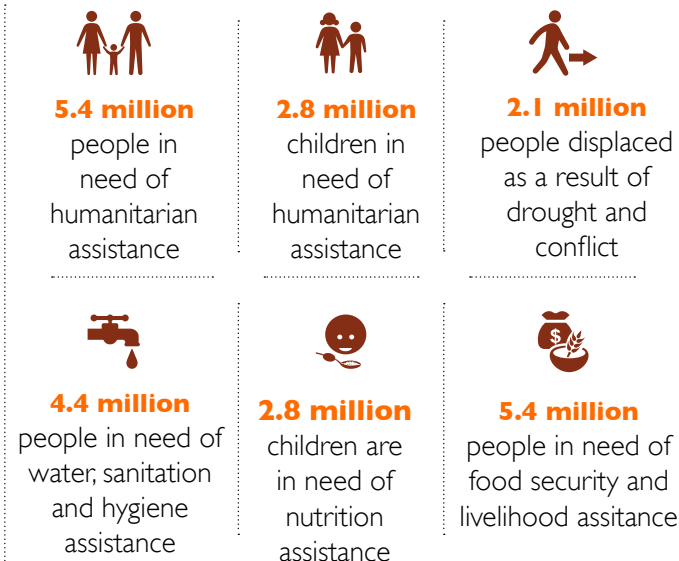 5.4 million
people in
need of
humanitarian
assistance
2.8 million
children in
need of
humanitarian
assistance
2.1 million
people displaced
as a result of
drought and
conflict
4.4 million
people in need of
water, sanitation
and hygiene
assistance
2.8 million
children are
in need of
nutrition
assistance
$
5.4 million
people in need of
food security and
livelihood assitance